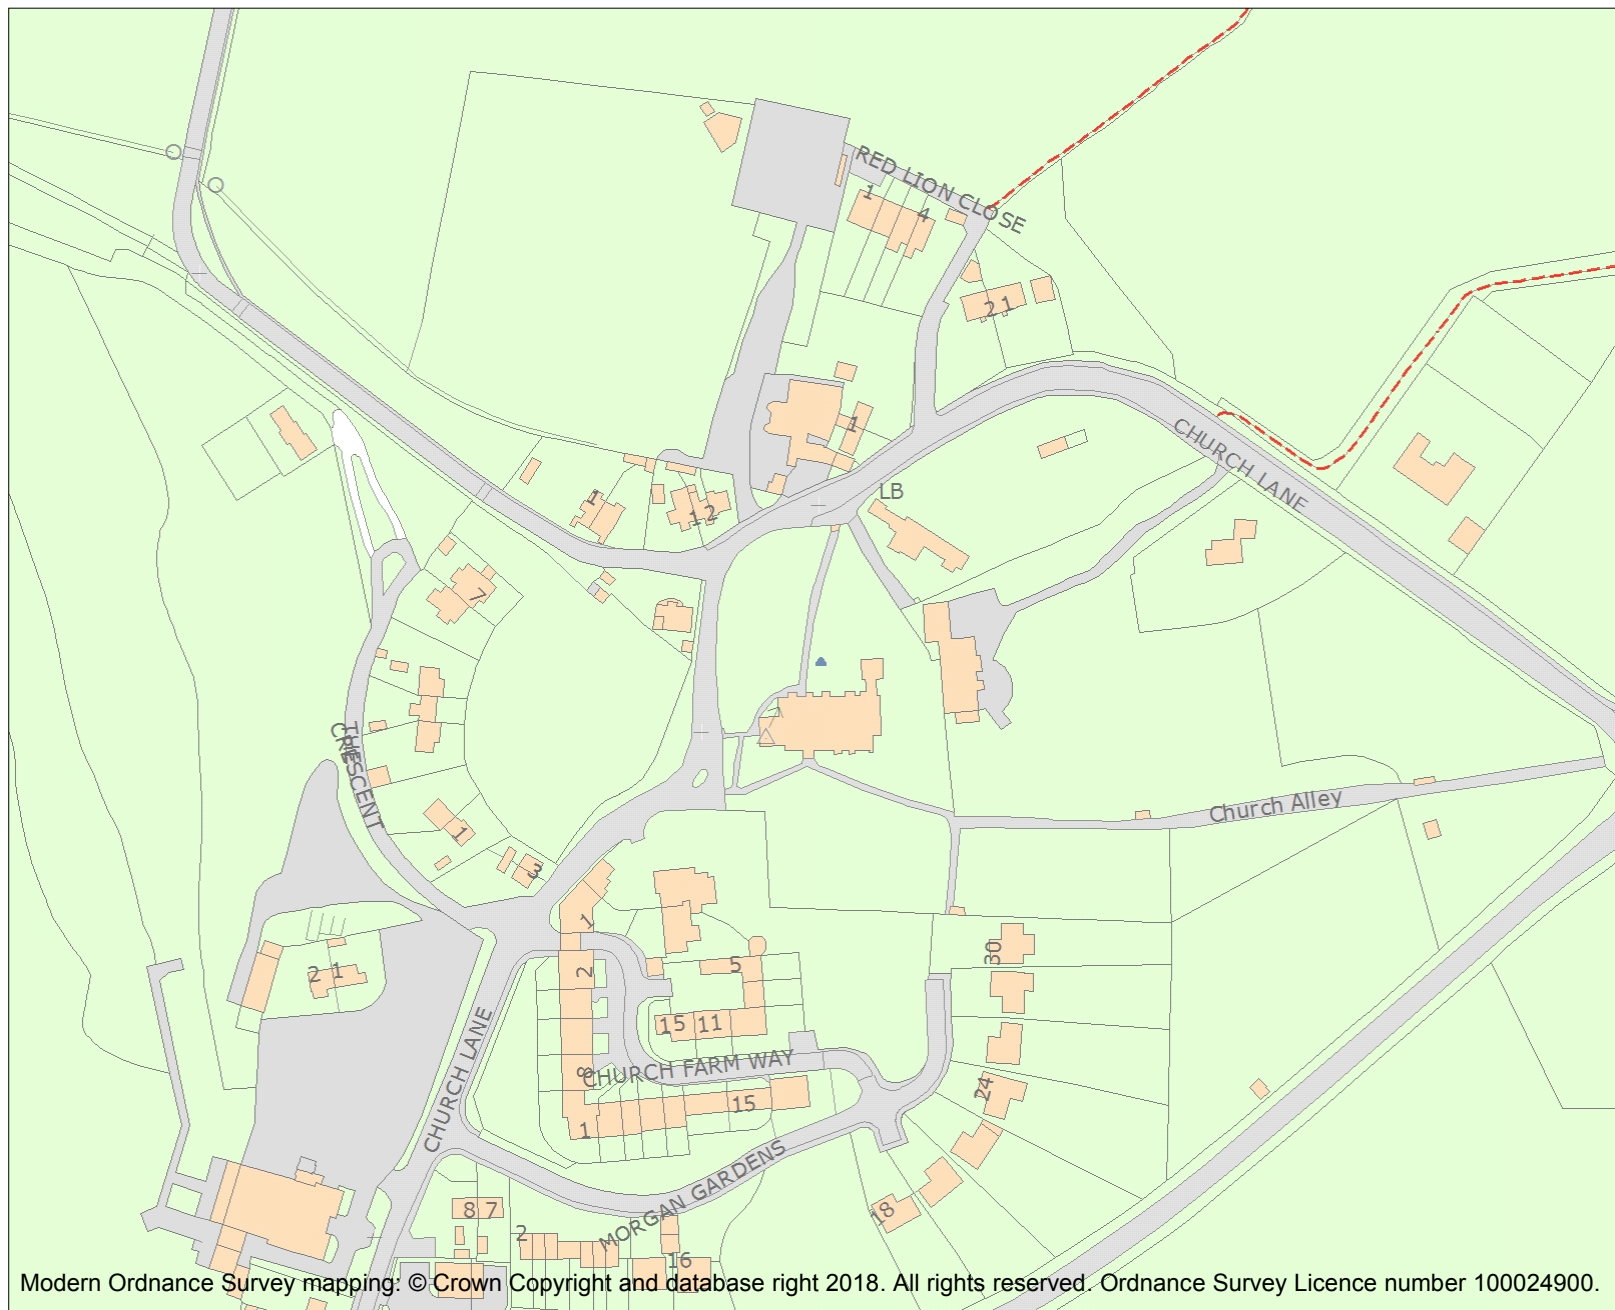 RED LION CLOSE
1
4
2 1
1
CHURCH LANE
LB
1
1 2
7
THE
CRESCENT
1
3
Church Alley
1
2
5
30
2 1
15 11
CHURCH LANE
8
CHURCH FARM WAY
24
15
1
MORGAN GARDENS
18
8 7
2
16
Modern Ordnance Survey mapping: © Crown Copyright and database right 2018. All rights reserved. Ordnance Survey Licence number 100024900.